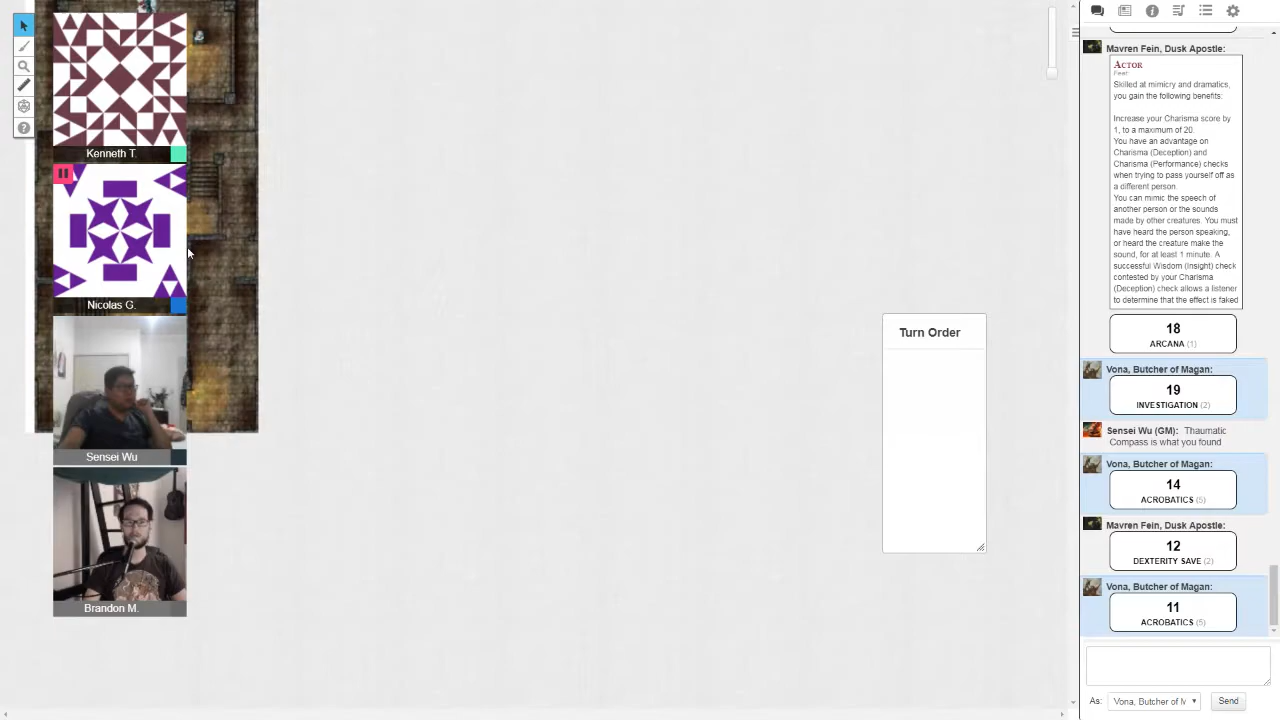 Kenneth T.
Nicolas G.
Sensei Wu
Brandon M.
Turn Order
Mavren Fein, Dusk Apostle:
ACTOR
Feat
Skilled at mimicry and dramatics,
you gain the following benefits:
Increase your Charisma score by
1, to a maximum of 20.
You have an advantage on
Charisma (Deception) and
Charisma (Performance) checks
when trying to pass yourself off as
a different person.
You can mimic the speech of
another person or the sounds
made by other creatures. You must
have heard the person speaking,
or heard the creature make the
sound, for at least 1 minute. A
successful Wisdom (Insight) check
contested by your Charisma
(Deception) check allows a listener
to determine that the effect is faked
18
ARCANA (1)
Vona, Butcher of Magan:
19
INVESTIGATION (2)
Sensei Wu (GM): Thaumatic
Compass is what you found
Vona, Butcher of Magan:
14
ACROBATICS (5)
Mavren Fein, Dusk Apostle:
12
DEXTERITY SAVE (2)
Vona, Butcher of Magan:
11
ACROBATICS (5)
As: Vona, Butcher of M
Send